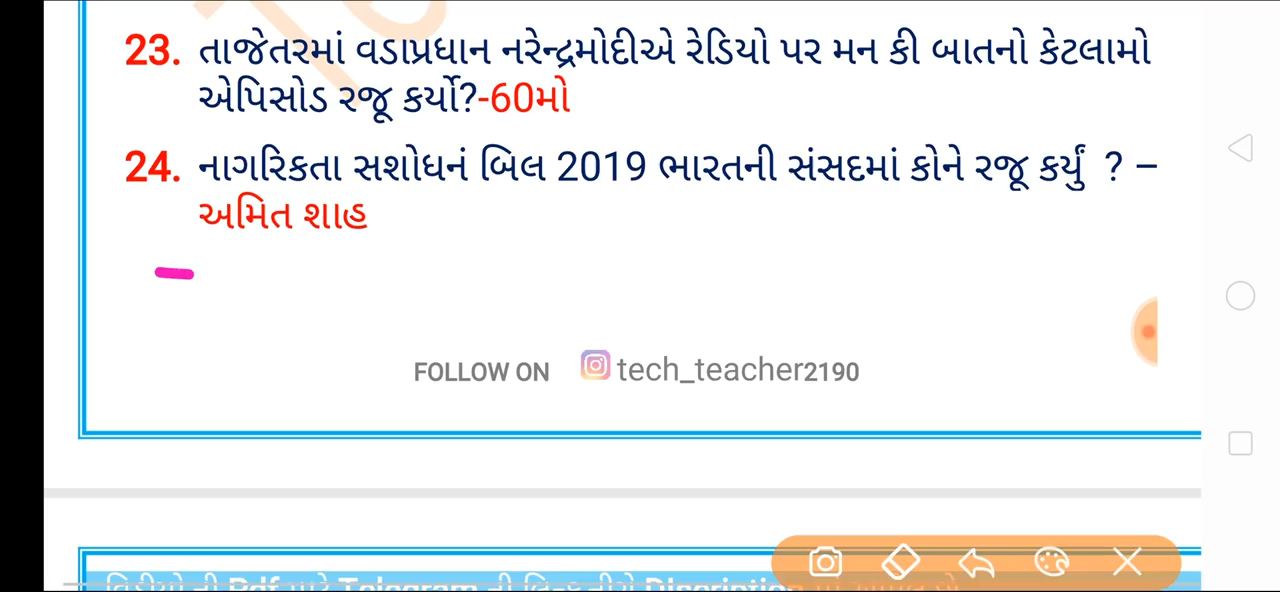 23. તાજેતરમાં વડાપ્રધાન નરેન્દ્રમોદીએ રેડિયો પર મન કી બાતનો કેટલામો
એપિસોડ રજૂ કર્યો?-60મો
24. નાગરિકતા સશોધનં બિલ 2019 ભારતની સંસદમાં કોને રજૂ કર્યું ? –
અમિત શાહ
FOLLOW ON tech_teacher2190